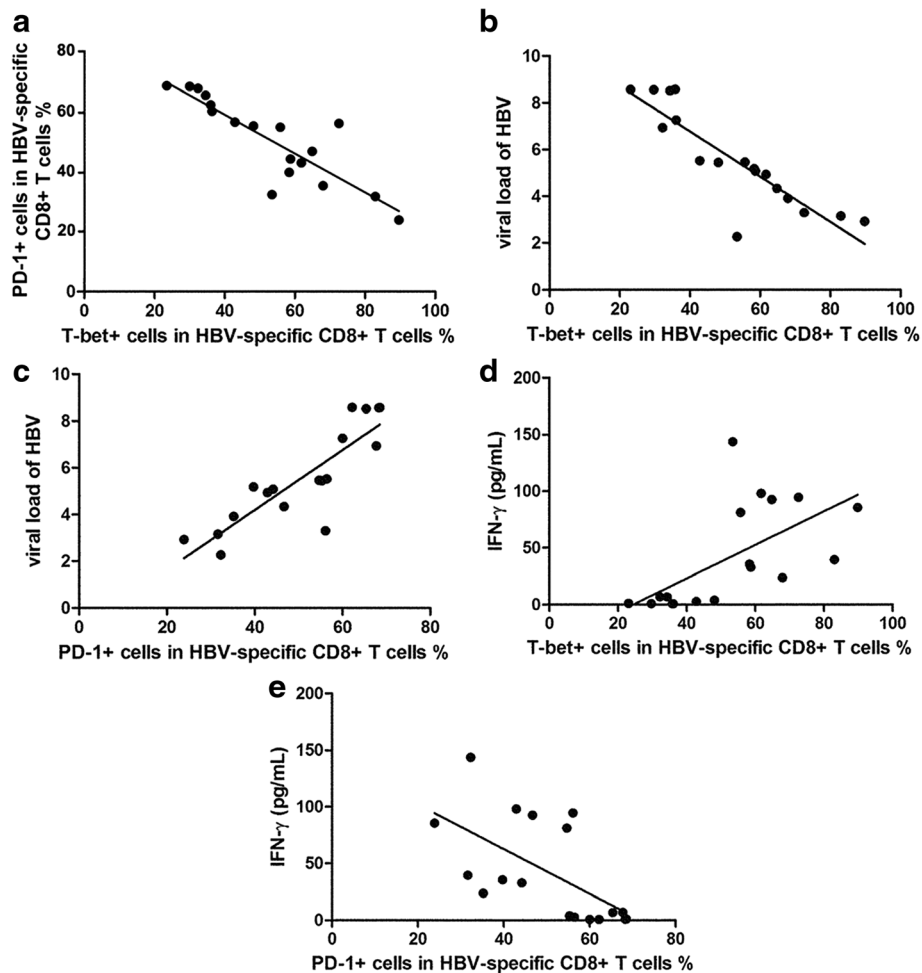 a
PD-1+ cells in HBV-specific
CD8+ T cells %
80
60
40
20
0
0 20 40 60 80 100
T-bet+ cells in HBV-specific CD8+ T cells %
b
viral load of HBV
10
8
6
4
2
0
0 20 40 60 80 100
T-bet+ cells in HBV-specific CD8+ T cells %
c
viral load of HBV
10
8
6
4
2
0
0 20 40 60 80
PD-1+ cells in HBV-specific CD8+ T cells %
d
IFN-γ (pg/mL)
200
150
100
50
0
0 20 40 60 80 100
T-bet+ cells in HBV-specific CD8+ T cells %
e
IFN-γ (pg/mL)
200
150
100
50
0
0 20 40 60 80
PD-1+ cells in HBV-specific CD8+ T cells %